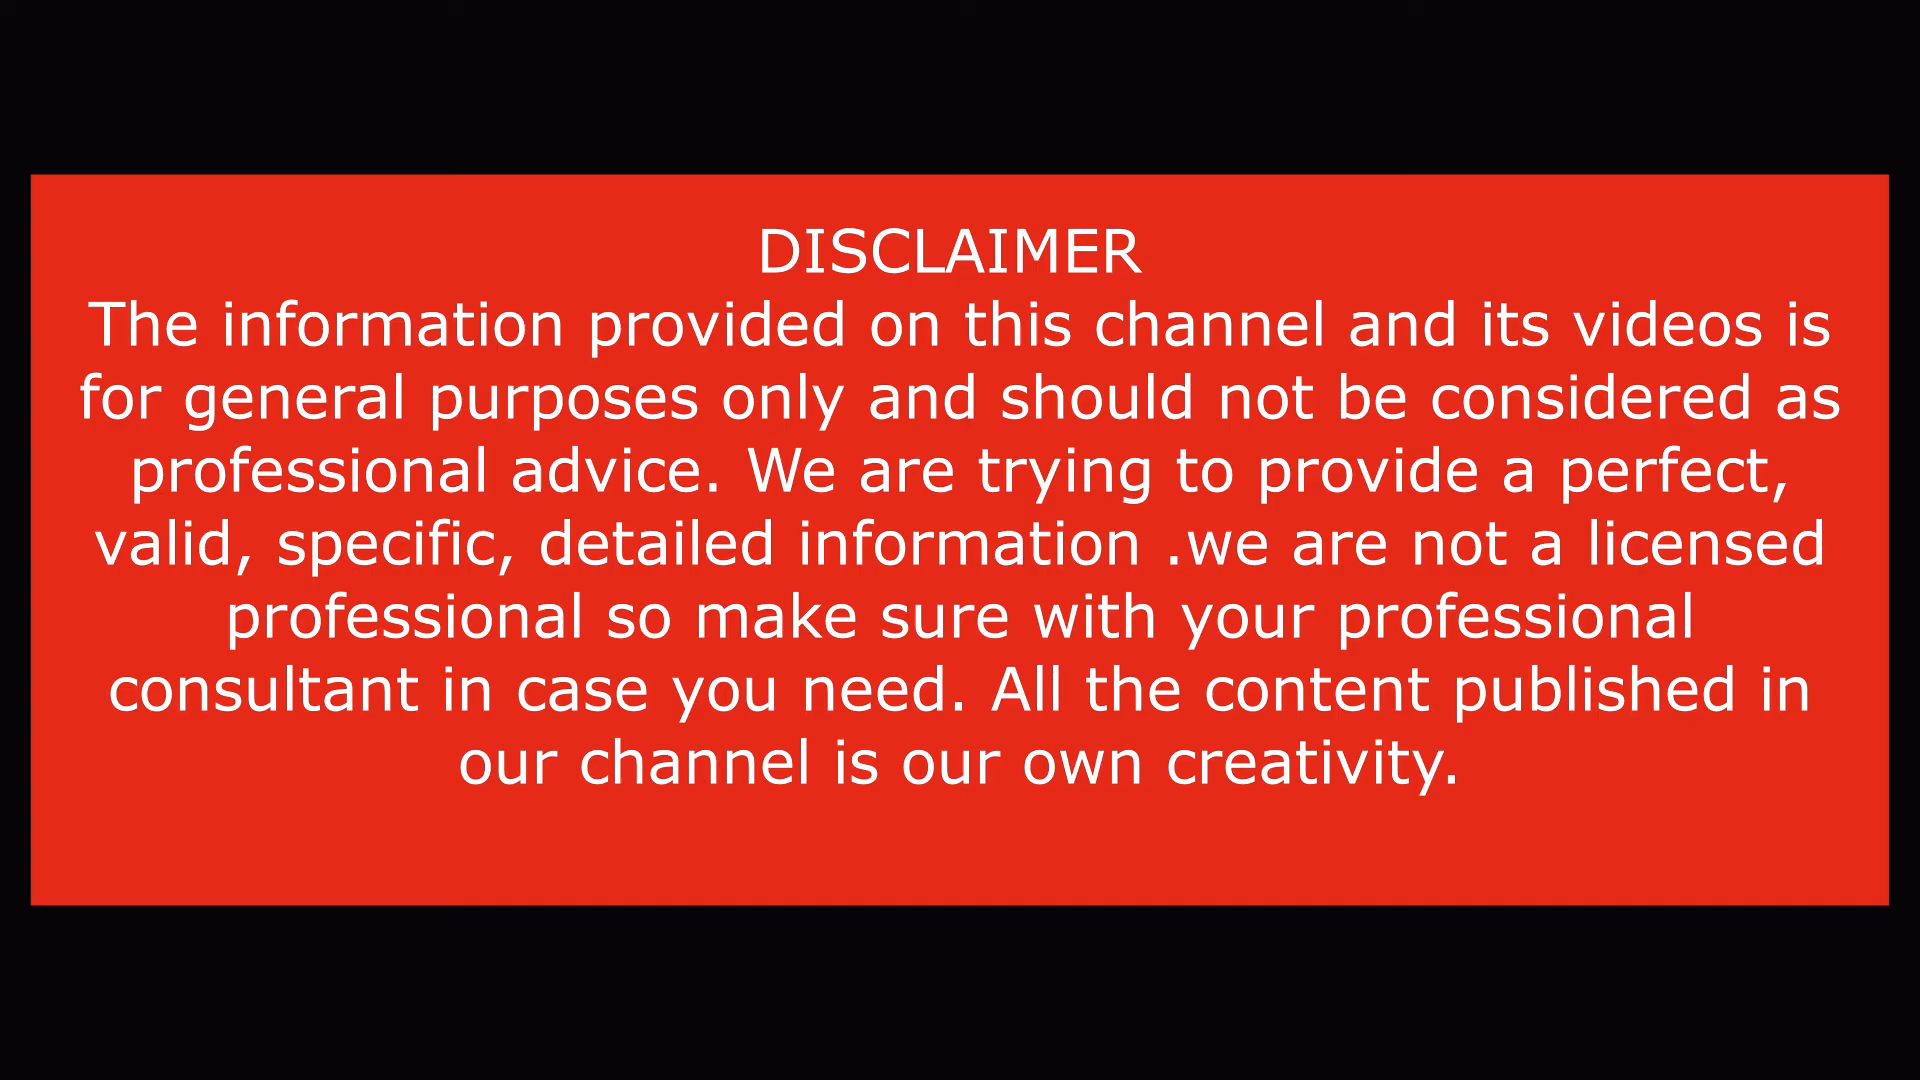 DISCLAIMER
The information provided on this channel and its videos is
for general purposes only and should not be considered as
professional advice. We are trying to provide a perfect,
valid, specific, detailed information .we are not a licensed
professional so make sure with your professional
consultant in case you need. All the content published in
our channel is our own creativity.